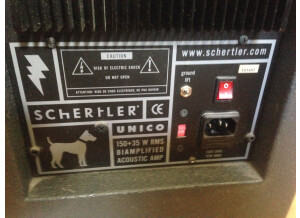 CAUTION
RISK OF ELECTRIC SHOCK
DO NOT OPEN
www.schertler.com
ground
lift
SCHERTLER
CE
UNICO
150+35 W RMS
BIAMPLIFIED
ACOUSTIC AMP